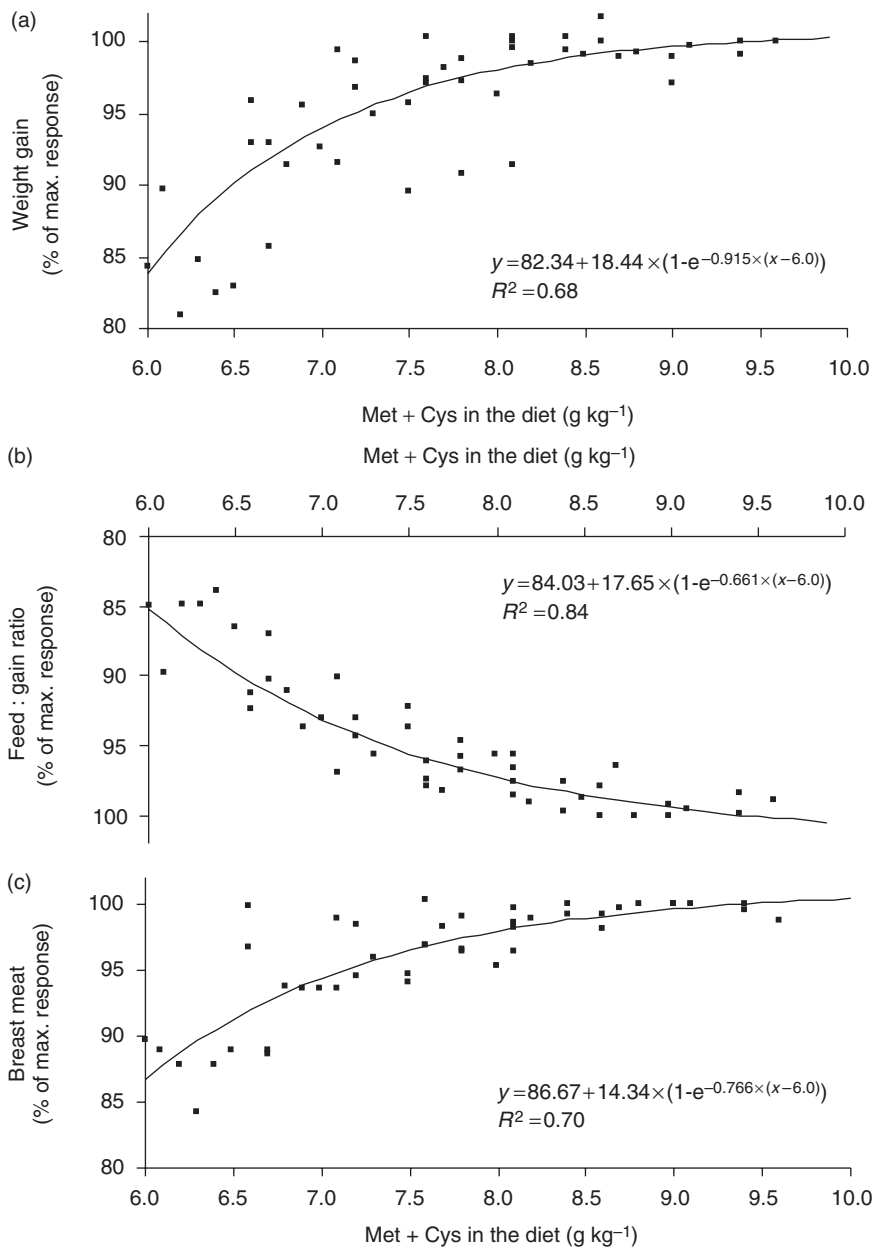 (a)
100
95
90
85
80
Weight gain
(% of max. response)
y=82.34+18.44×(1-e−0.915×(x−6.0))
R2=0.68
6.0 6.5 7.0 7.5 8.0 8.5 9.0 9.5 10.0
Met + Cys in the diet (g kg−1)
(b)
Met + Cys in the diet (g kg−1)
6.0 6.5 7.0 7.5 8.0 8.5 9.0 9.5 10.0
80
85
90
95
100
Feed : gain ratio
(% of max. response)
y=84.03+17.65×(1-e−0.661×(x−6.0))
R2=0.84
(c)
100
95
90
85
80
Breast meat
(% of max. response)
y=86.67+14.34×(1-e−0.766×(x−6.0))
R2=0.70
6.0 6.5 7.0 7.5 8.0 8.5 9.0 9.5 10.0
Met + Cys in the diet (g kg−1)